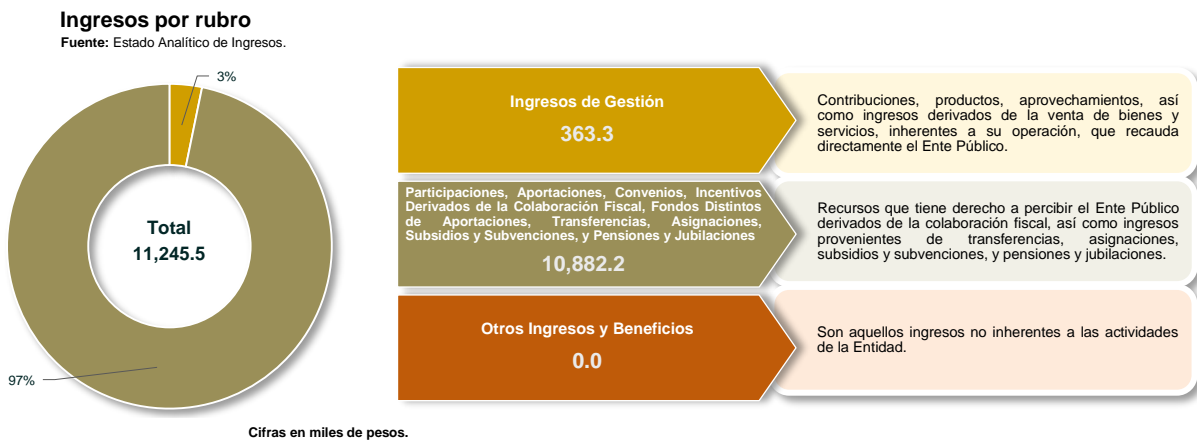 Ingresos por rubro
Fuente: Estado Analítico de Ingresos.
3%
Total
11,245.5
97%
Ingresos de Gestión
363.3
Contribuciones, productos, aprovechamientos, así
como ingresos derivados de la venta de bienes y
servicios, inherentes a su operación, que recauda
directamente el Ente Público.
Participaciones, Aportaciones, Convenios, Incentivos
Derivados de la Colaboración Fiscal, Fondos Distintos
de Aportaciones, Transferencias, Asignaciones,
Subsidios y Subvenciones, y Pensiones y Jubilaciones
10,882.2
Recursos que tiene derecho a percibir el Ente Público
derivados de la colaboración fiscal, así como ingresos
provenientes de transferencias, asignaciones,
subsidios y subvenciones, y pensiones y jubilaciones.
Otros Ingresos y Beneficios
0.0
Son aquellos ingresos no inherentes a las actividades
de la Entidad.
Cifras en miles de pesos.